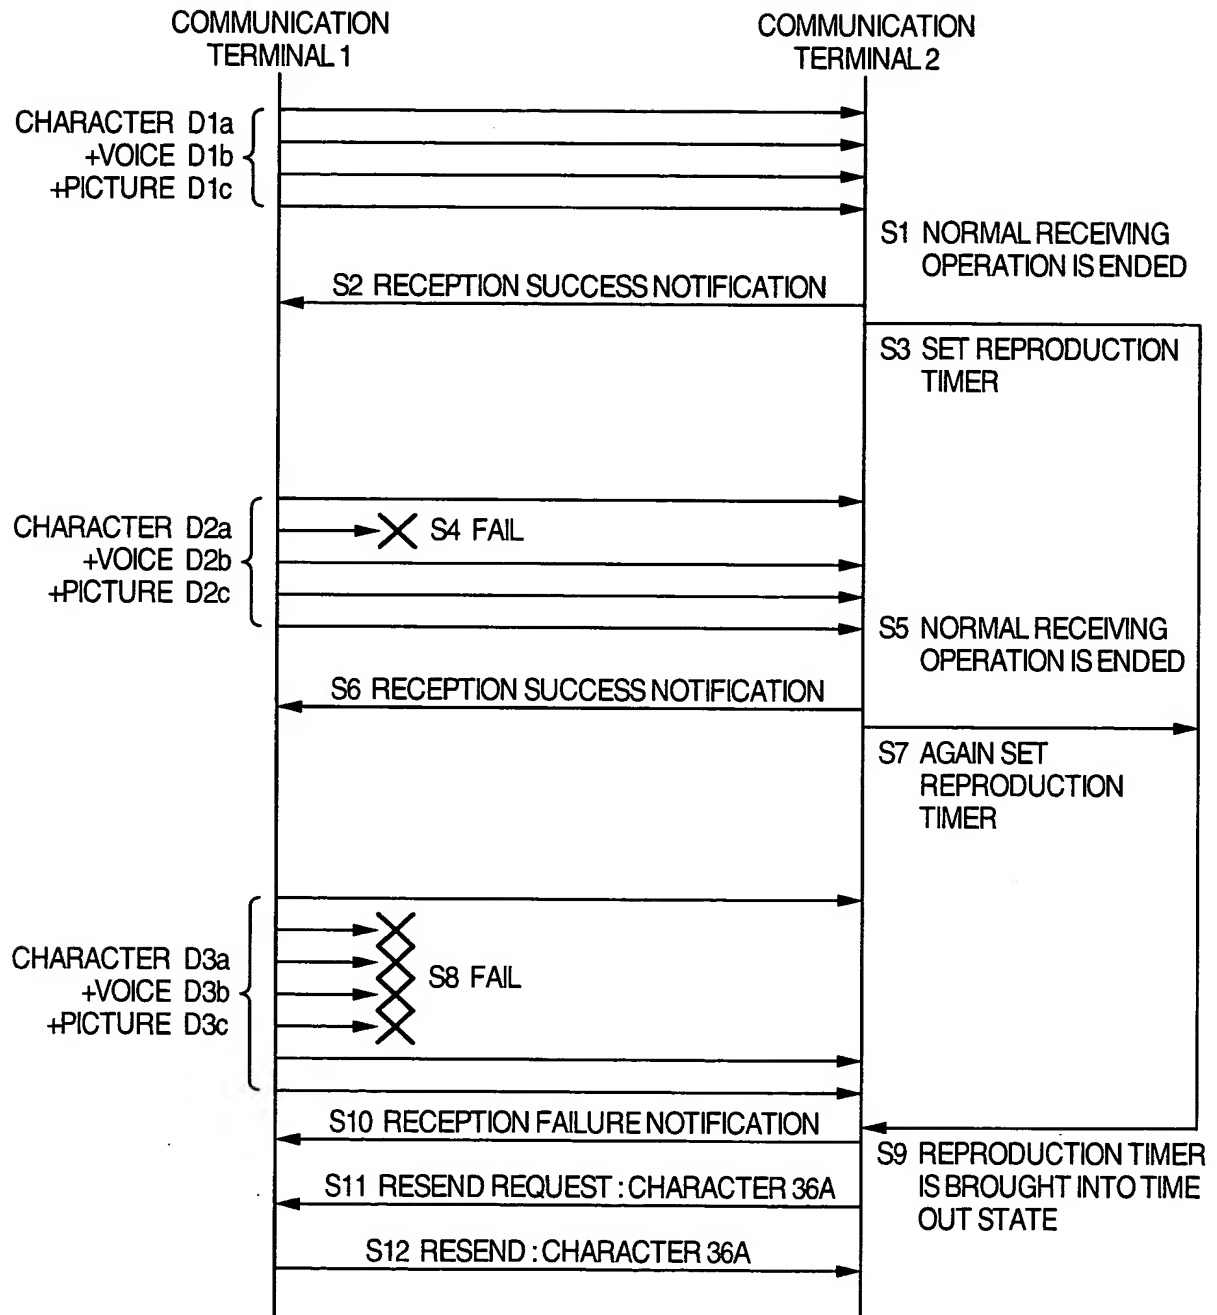 COMMUNICATION
TERMINAL 1
COMMUNICATION
TERMINAL 2
CHARACTER D1a
+VOICE D1b
+PICTURE D1c
S1 NORMAL RECEIVING
OPERATION IS ENDED
S2 RECEPTION SUCCESS NOTIFICATION
S3 SET REPRODUCTION
TIMER
CHARACTER D2a
+VOICE D2b
+PICTURE D2c
S4 FAIL
S5 NORMAL RECEIVING
OPERATION IS ENDED
S6 RECEPTION SUCCESS NOTIFICATION
S7 AGAIN SET
REPRODUCTION
TIMER
CHARACTER D3a
+VOICE D3b
+PICTURE D3c
S8 FAIL
S10 RECEPTION FAILURE NOTIFICATION
S9 REPRODUCTION TIMER
IS BROUGHT INTO TIME
OUT STATE
S11 RESEND REQUEST : CHARACTER 36A
S12 RESEND : CHARACTER 36A